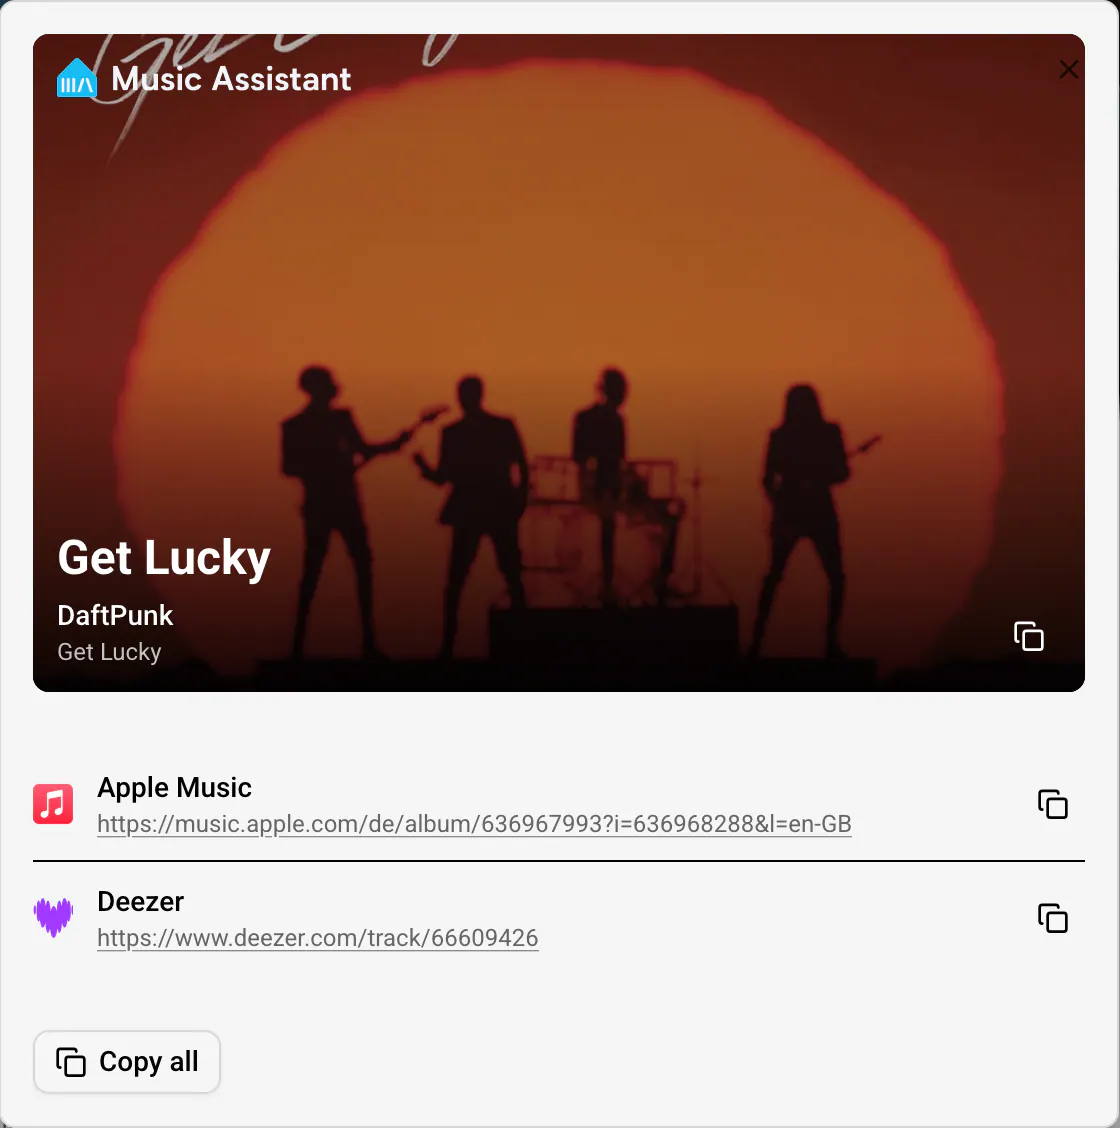 Music Assistant
Get Lucky
DaftPunk
Get Lucky
Apple Music
https://music.apple.com/de/album/636967993?i=636968288&l=en-GB
Deezer
https://www.deezer.com/track/66609426
Copy all